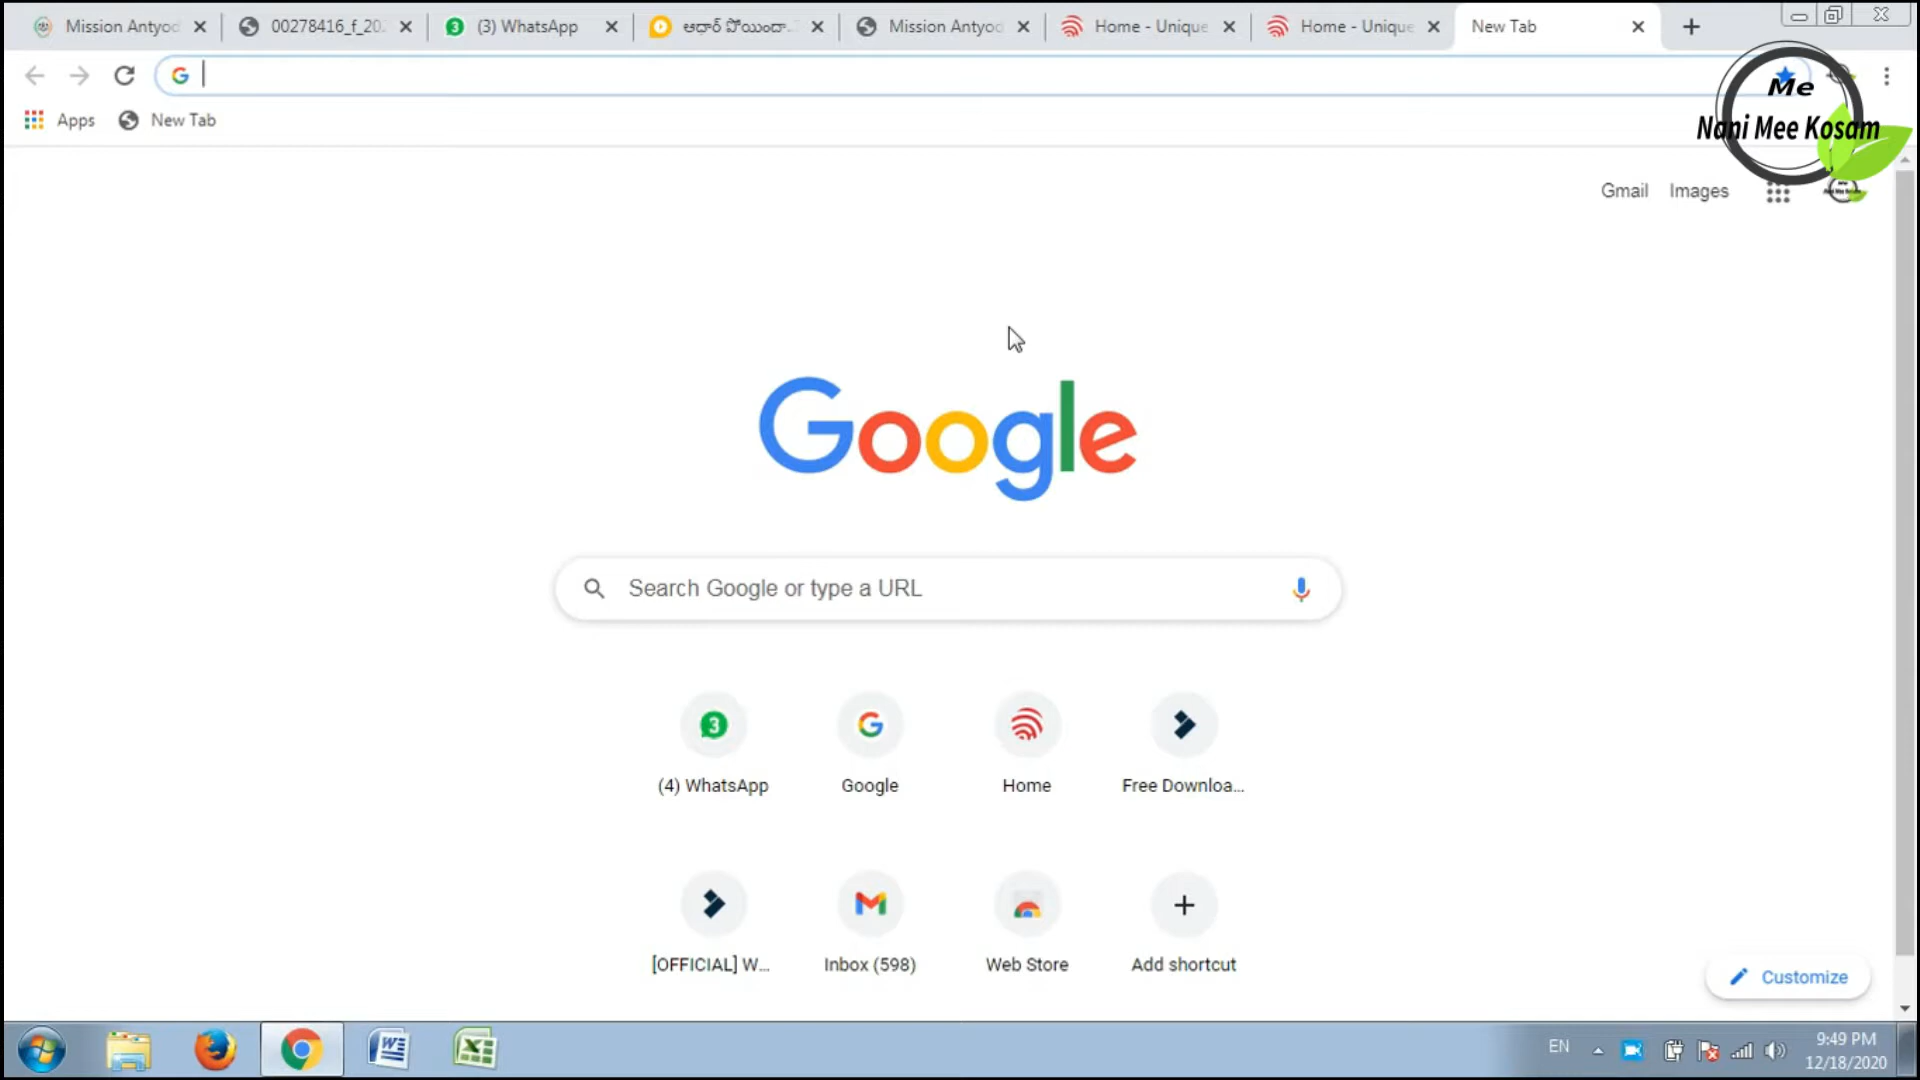 Mission Antyod
00278416_f_20
(3) WhatsApp
ఆధార్ పోయిందా..
Mission Antyod
Home - Unique
Home - Unique
New Tab
Apps
New Tab
Me
Nani Mee Kosam
Gmail
Images
Google
Search Google or type a URL
3
(4) WhatsApp
Google
Home
Free Downloa...
[OFFICIAL] W...
Inbox (598)
Web Store
Add shortcut
Customize
EN
9:49 PM
12/18/2020